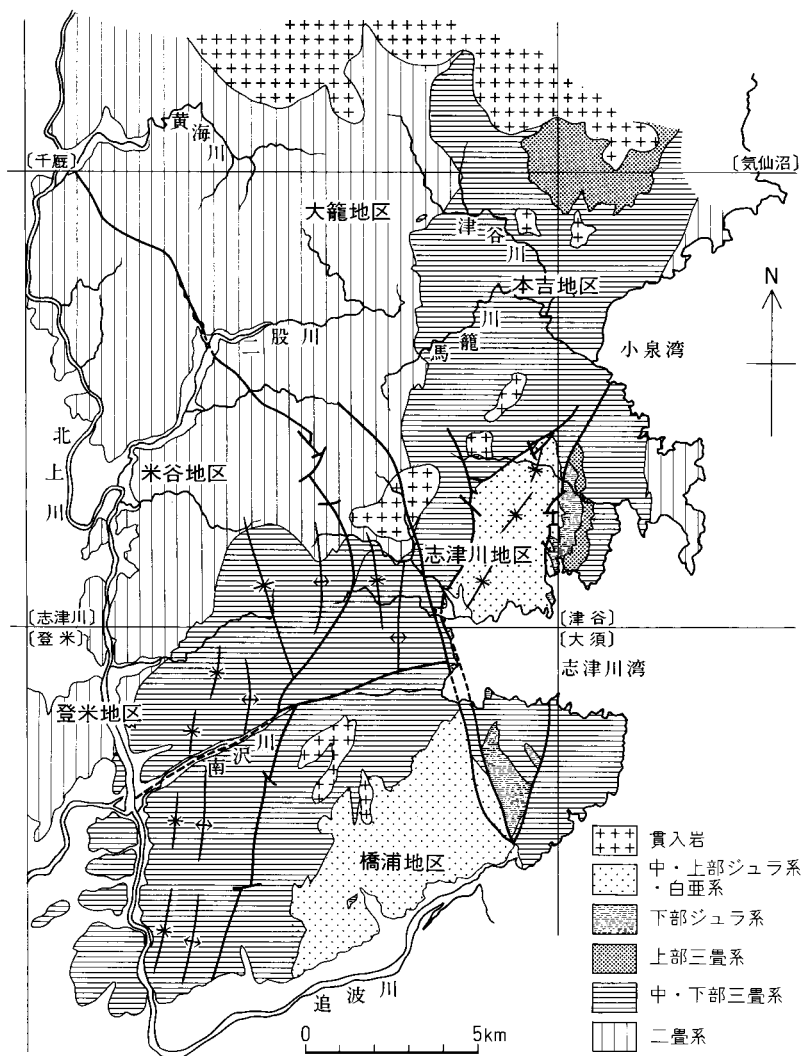 黄海川
〔千厩〕
〔気仙沼〕
大籠地区
津谷川
本吉地区
N
馬籠川
二股川
小泉湾
北上川
米谷地区
志津川地区
〔志津川〕
〔登米〕
〔津谷〕
〔大須〕
志津川湾
登米地区
南沢川
橋浦地区
追波川
貫入岩
中・上部ジュラ系
・白亜系
下部ジュラ系
上部三畳系
中・下部三畳系
二畳系
0 5km